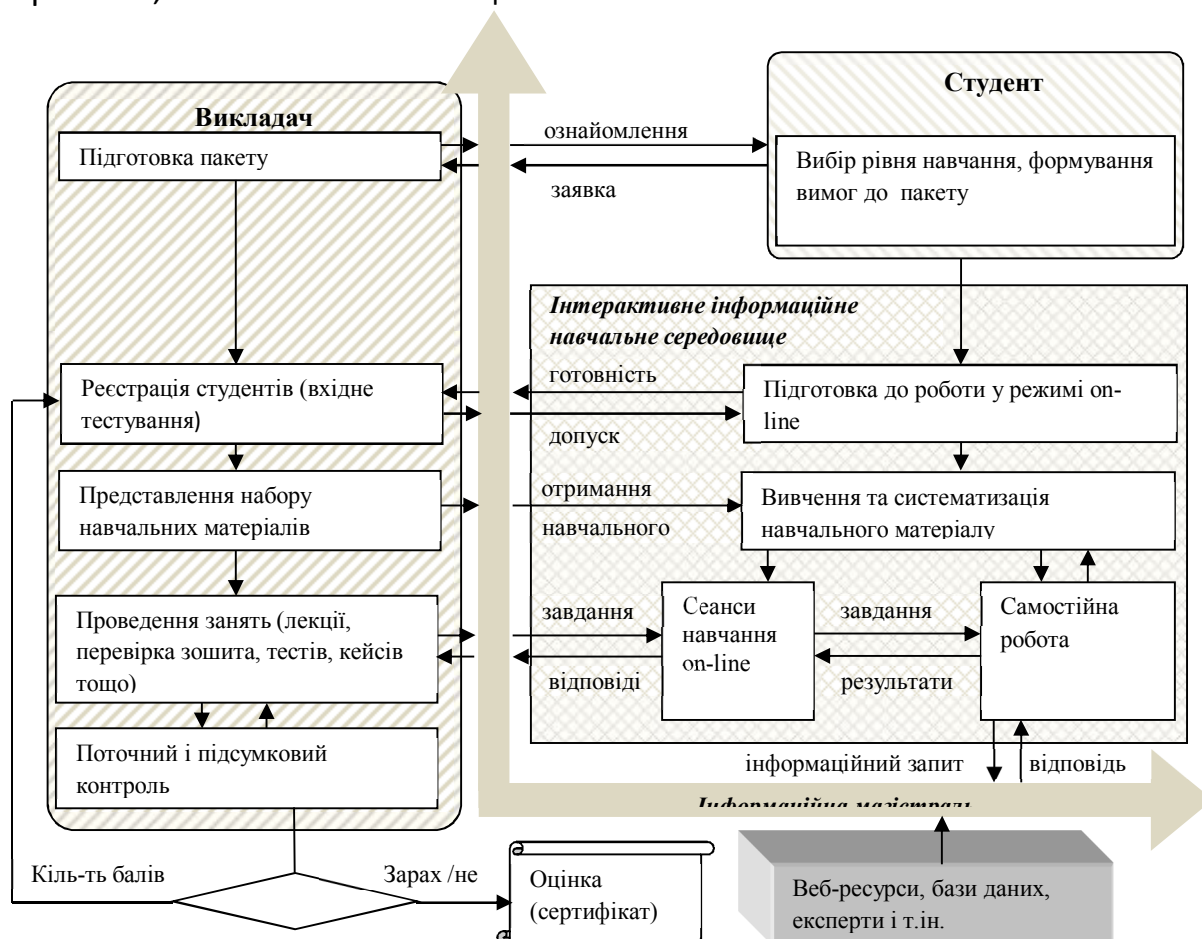 Викладач
Підготовка пакету
ознайомлення
заявка
Студент
Вибір рівня навчання, формування
вимог до пакету
Інтерактивне інформаційне
навчальне середовище
Реєстрація студентів (вхідне
тестування)
готовність
допуск
Підготовка до роботи у режимі on-
line
Представлення набору
навчальних матеріалів
отримання
навчального
Вивчення та систематизація
навчального матеріалу
Проведення занять (лекції,
перевірка зошита, тестів, кейсів
тощо)
завдання
відповіді
Сеанси
навчання
on-line
завдання
результати
Самостійна
робота
Поточний і підсумковий
контроль
інформаційний запит
відповідь
Інформаційна магістраль
Кіль-ть балів
Зарах /не
Оцінка
(сертифікат)
Веб-ресурси, бази даних,
експерти і т.ін.